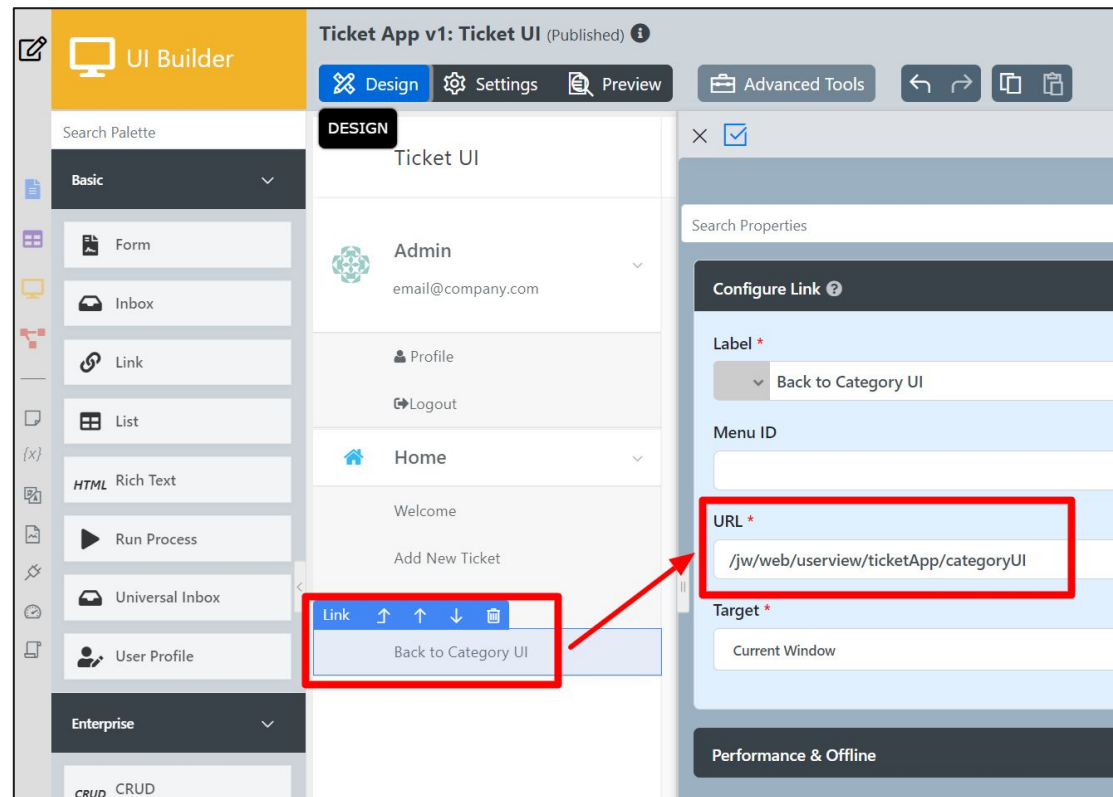 Ticket App v1: Ticket UI (Published)
UI Builder
Design
Settings
Preview
Advanced Tools
DESIGN
Search Palette
Basic
Form
Inbox
Link
List
HTML Rich Text
Run Process
Universal Inbox
User Profile
Enterprise
CRUD CRUD
{x}
Ticket UI
Admin
email@company.com
Profile
Logout
Home
Welcome
Add New Ticket
Link
Back to Category UI
Search Properties
Configure Link
Label *
Back to Category UI
Menu ID
URL *
/jw/web/userview/ticketApp/categoryUI
Target *
Current Window
Performance & Offline